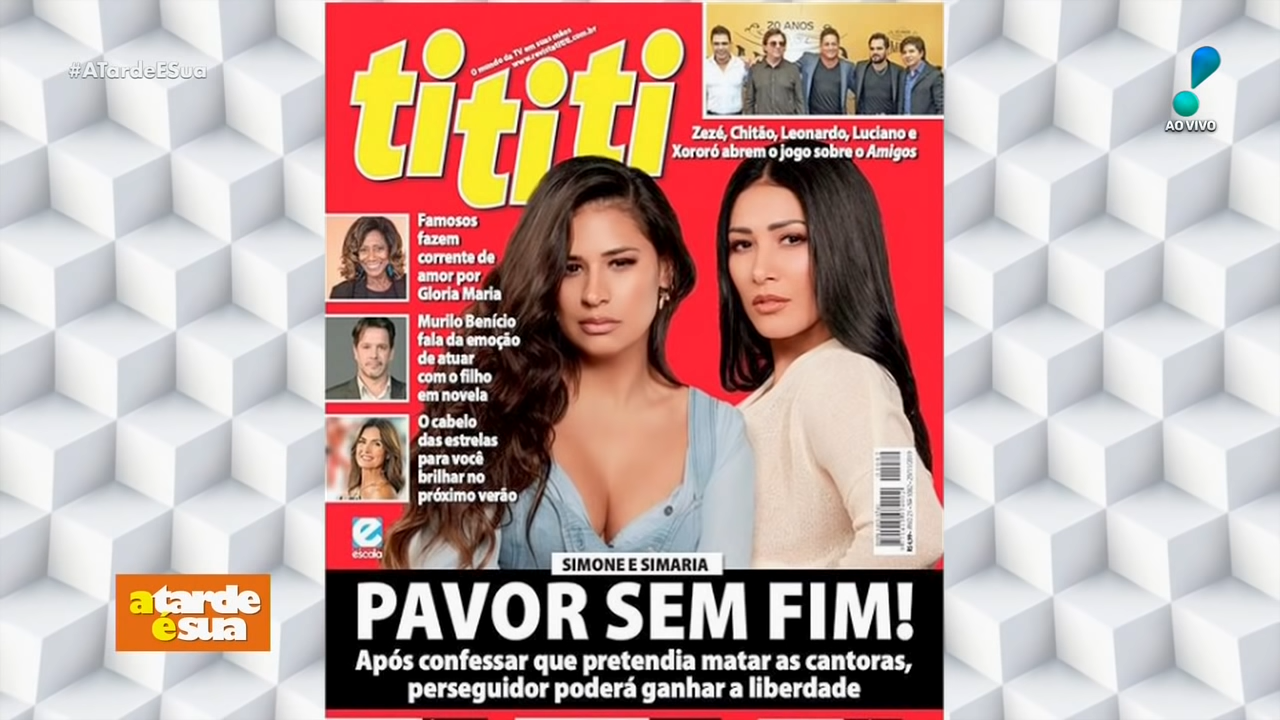 #ATardeESua
AO VIVO
tititi
O mundo da TV em suas mãos
20 ANOS
Zezé, Chitão, Leonardo, Luciano e
Xororó abrem o jogo sobre o Amigos
Famosos
fazem
corrente de
amor por
Gloria Maria
Murilo Benício
fala da emoção
de atuar
com o filho
em novela
O cabelo
das estrelas
para você
brilhar no
próximo verão
e
escala
SIMONE E SIMARIA
PAVOR SEM FIM!
Após confessar que pretendia matar as cantoras,
perseguidor poderá ganhar a liberdade
a tarde
é sua